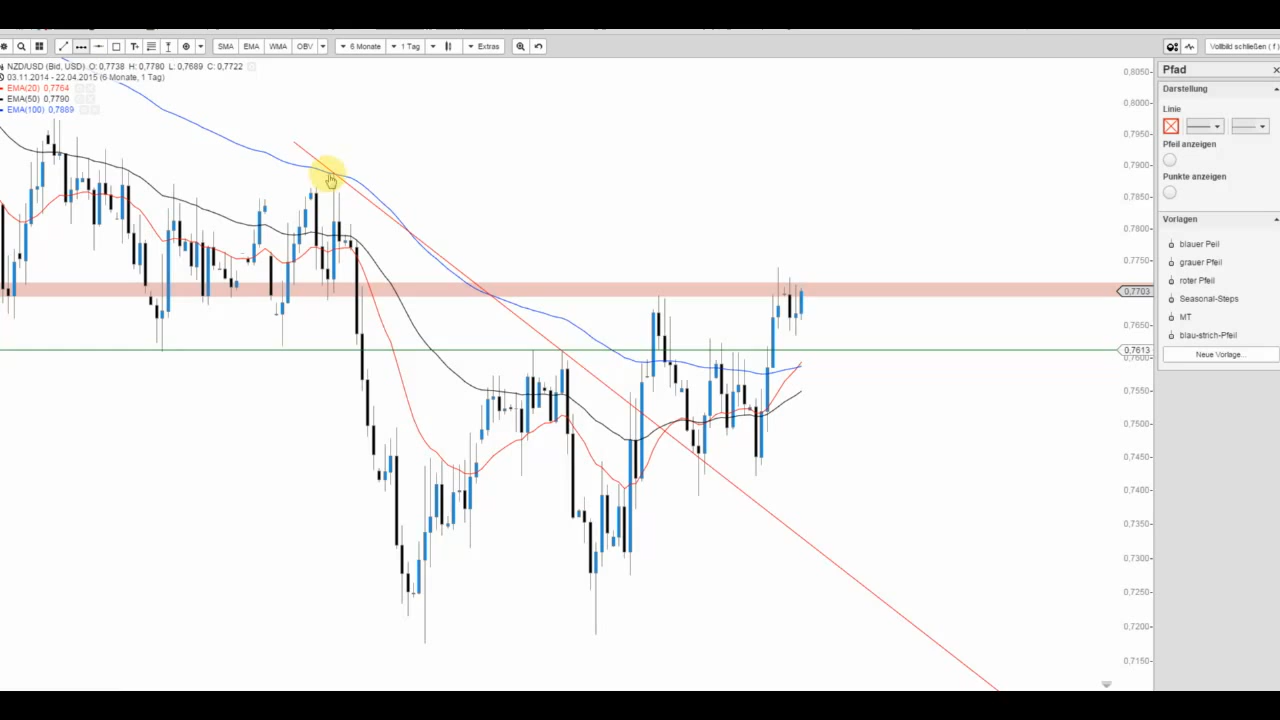 SMA EMA WMA OBV 6 Monate 1 Tag Extras Vollbild schließen ( f )
NZD/USD (Bid, USD) O: 0,7738 H: 0,7780 L: 0,7689 C: 0,7722
03.11.2014 - 22.04.2015 (6 Monate, 1 Tag)
EMA(20) 0,7764
EMA(50) 0,7790
EMA(100) 0,7889
0,8050
0,8000
0,7950
0,7900
0,7850
0,7800
0,7750
0,7703
0,7650
0,7613
0,7600
0,7550
0,7500
0,7450
0,7400
0,7350
0,7300
0,7250
0,7200
0,7150
Pfad
Darstellung
Linie
Pfeil anzeigen
Punkte anzeigen
Vorlagen
blauer Peil
grauer Pfeil
roter Pfeil
Seasonal-Steps
MT
blau-strich-Pfeil
Neue Vorlage...